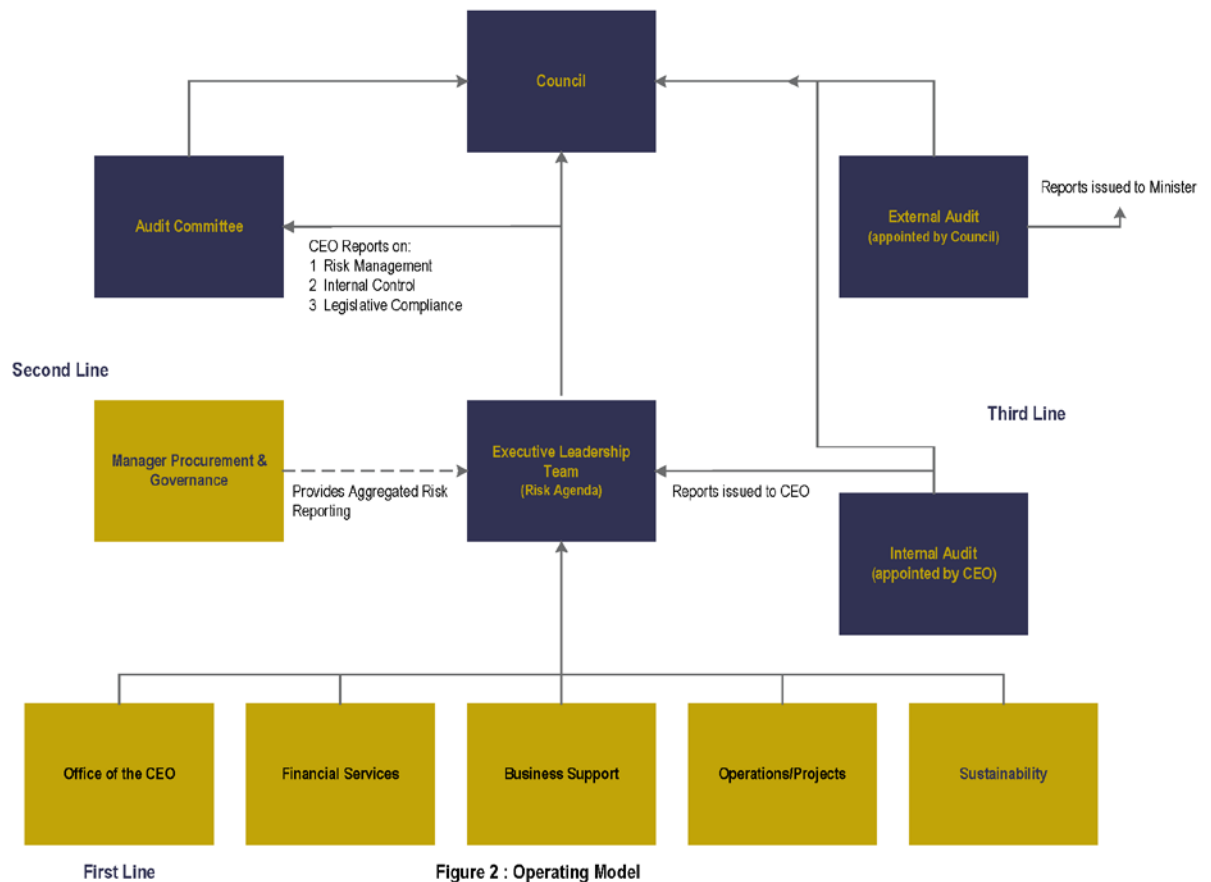 Council
Audit Committee
External Audit
(appointed by Council)
Reports issued to Minister
CEO Reports on:
1 Risk Management
2 Internal Control
3 Legislative Compliance
Second Line
Third Line
Manager Procurement &
Governance
Provides Aggregated Risk
Reporting
Executive Leadership
Team
(Risk Agenda)
Reports issued to CEO
Internal Audit
(appointed by CEO)
Office of the CEO
Financial Services
Business Support
Operations/Projects
Sustainability
First Line
Figure 2 : Operating Model